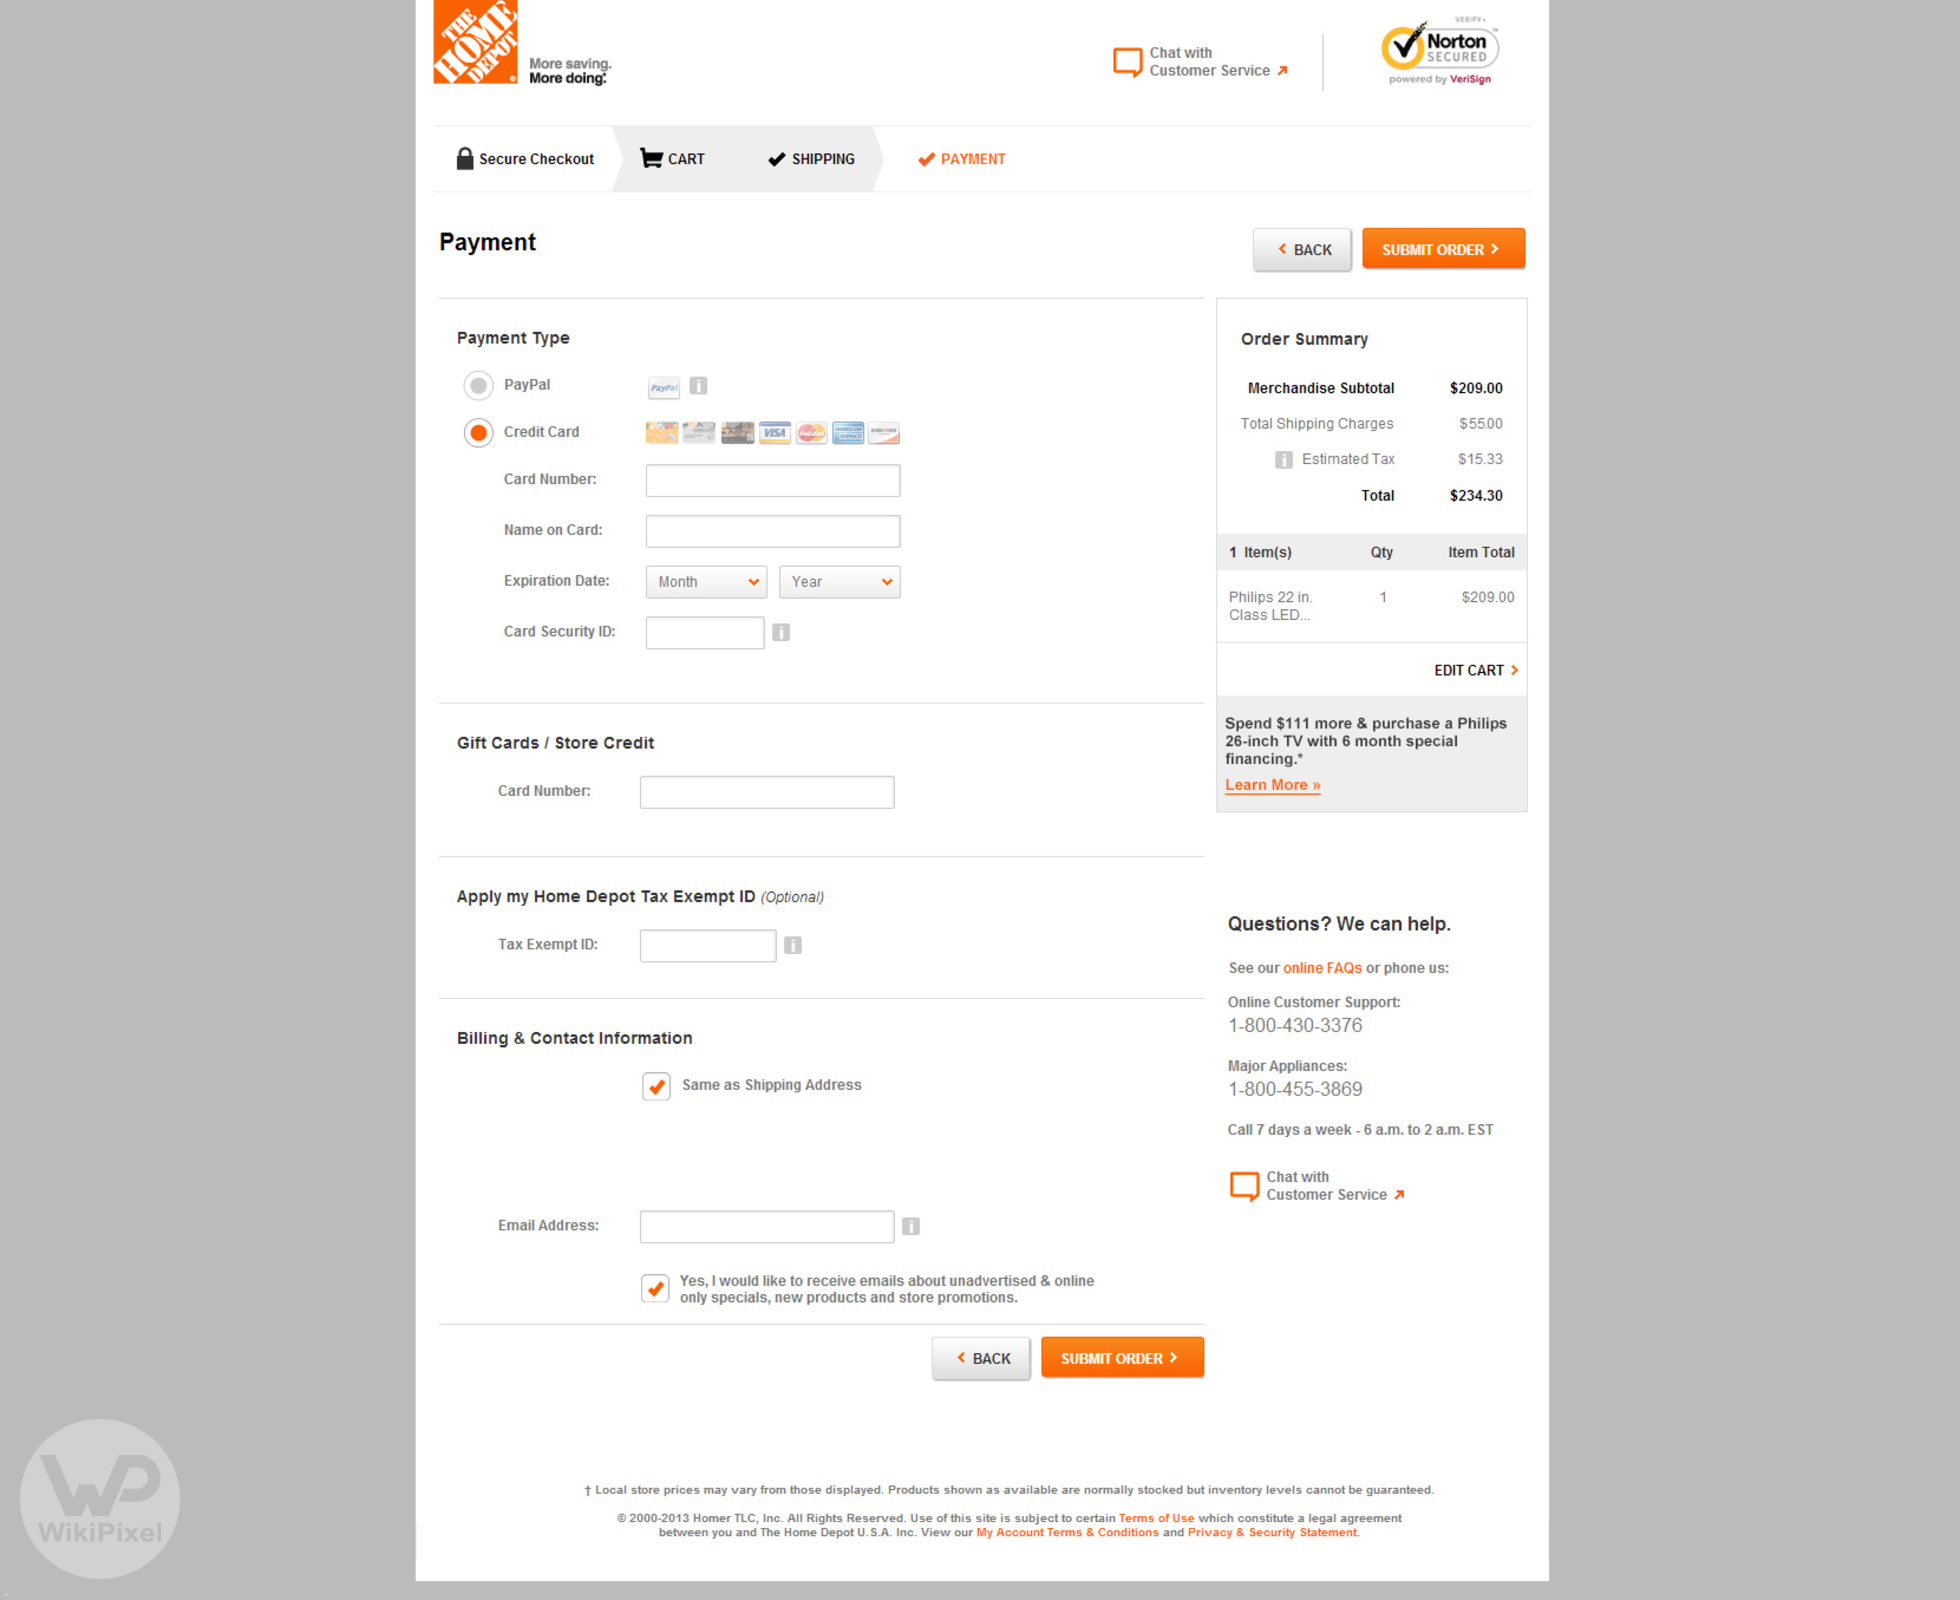 THE
HOME
DEPOT
More saving.
More doing.
Chat with
Customer Service
VERIFY
Norton
SECURED
powered by VeriSign
Secure Checkout
CART
SHIPPING
PAYMENT
Payment
BACK
SUBMIT ORDER
Payment Type
PayPal
PayPal
Credit Card
VISA
Card Number:
Name on Card:
Expiration Date:
Month
Year
Card Security ID:
Gift Cards / Store Credit
Card Number:
Apply my Home Depot Tax Exempt ID (Optional)
Tax Exempt ID:
Billing & Contact Information
Same as Shipping Address
Email Address:
Yes, I would like to receive emails about unadvertised & online
only specials, new products and store promotions.
BACK
SUBMIT ORDER
Order Summary
Merchandise Subtotal $209.00
Total Shipping Charges $55.00
Estimated Tax $15.33
Total $234.30
1 Item(s) Qty Item Total
Philips 22 in. 1 $209.00
Class LED...
EDIT CART
Spend $111 more & purchase a Philips
26-inch TV with 6 month special
financing.*
Learn More »
Questions? We can help.
See our online FAQs or phone us:
Online Customer Support:
1-800-430-3376
Major Appliances:
1-800-455-3869
Call 7 days a week - 6 a.m. to 2 a.m. EST
Chat with
Customer Service
† Local store prices may vary from those displayed. Products shown as available are normally stocked but inventory levels cannot be guaranteed.
© 2000-2013 Homer TLC, Inc. All Rights Reserved. Use of this site is subject to certain Terms of Use which constitute a legal agreement
between you and The Home Depot U.S.A. Inc. View our My Account Terms & Conditions and Privacy & Security Statement.
WP
WikiPixel